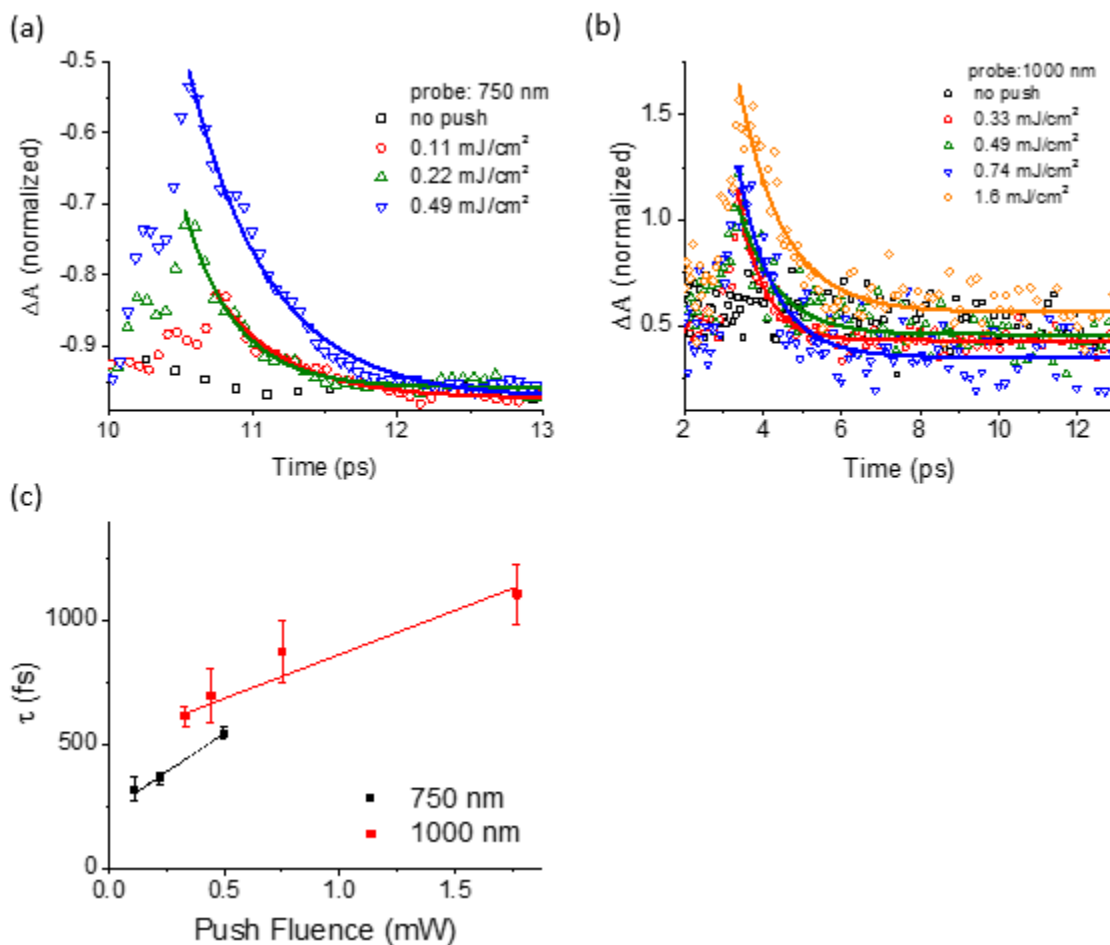 (a)
-0.5
-0.6
-0.7
-0.8
-0.9
10
11
12
13
ΔΔA (normalized)
Time (ps)
probe: 750 nm
no push
0.11 mJ/cm²
0.22 mJ/cm²
0.49 mJ/cm²
(b)
1.5
1.0
0.5
2
4
6
8
10
12
ΔΔA (normalized)
Time (ps)
probe:1000 nm
no push
0.33 mJ/cm²
0.49 mJ/cm²
0.74 mJ/cm²
1.6 mJ/cm²
(c)
1000
500
0
0.0
0.5
1.0
1.5
τ (fs)
Push Fluence (mW)
750 nm
1000 nm